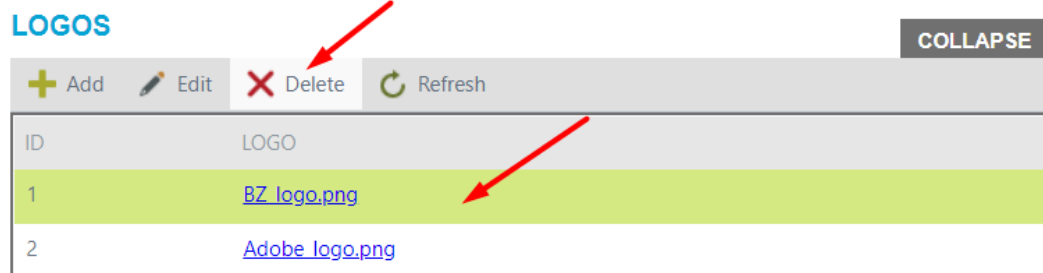 LOGOS
COLLAPSE
Add Edit Delete Refresh
ID LOGO
1 BZ_logo.png
2 Adobe_logo.png